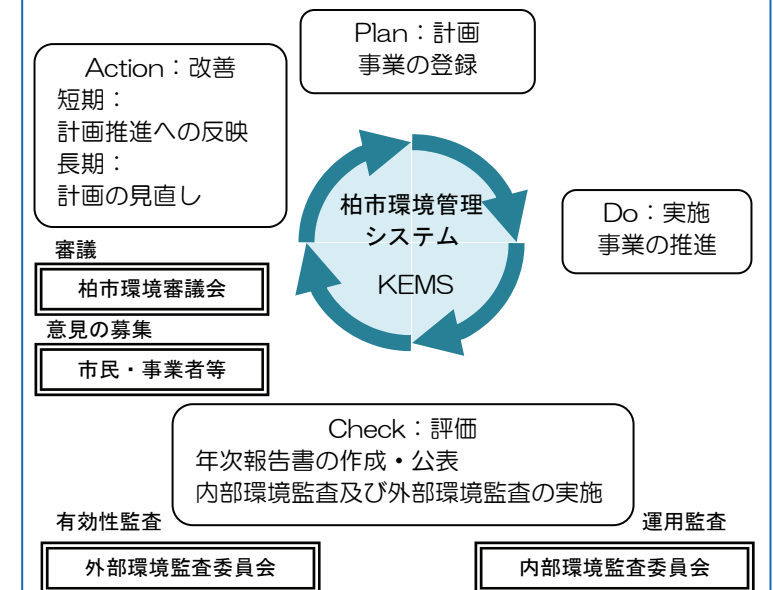 Plan：計画
事業の登録
Action：改善
短期：
計画推進への反映
長期：
計画の見直し
柏市環境管理
システム
KEMS
Do：実施
事業の推進
審議
柏市環境審議会
意見の募集
市民・事業者等
Check：評価
年次報告書の作成・公表
内部環境監査及び外部環境監査の実施
有効性監査
外部環境監査委員会
運用監査
内部環境監査委員会